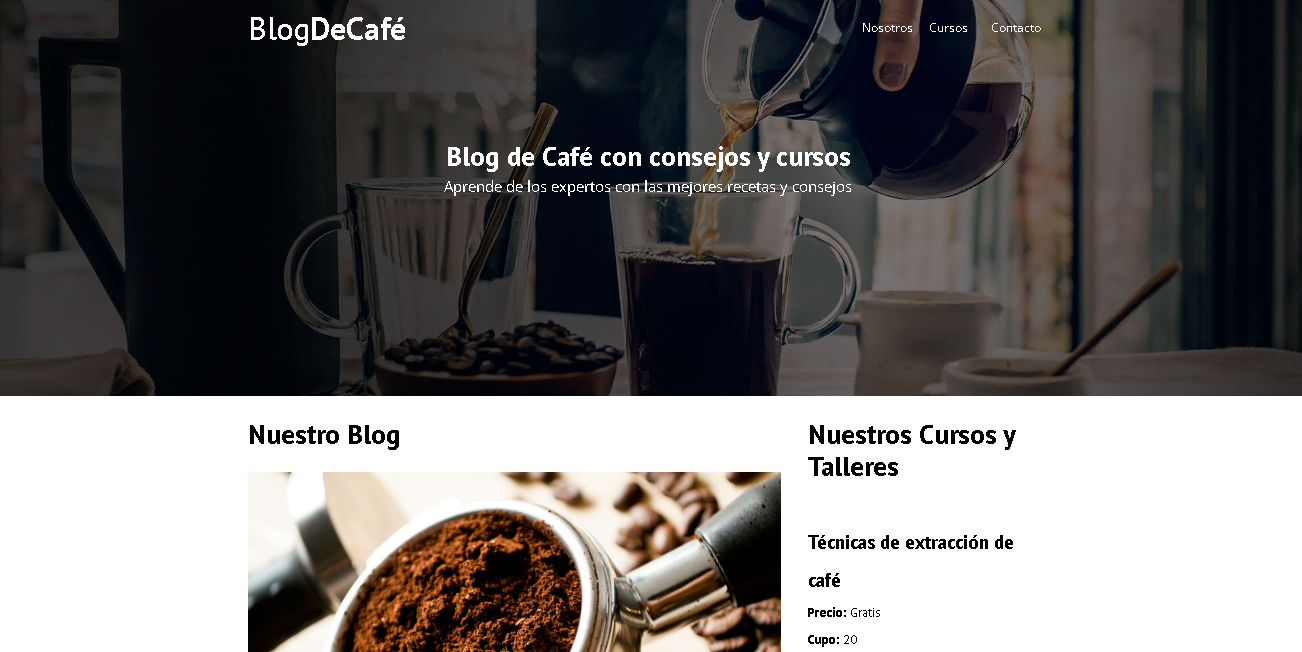 BlogDeCafé
Nosotros Cursos Contacto
Blog de Café con consejos y cursos
Aprende de los expertos con las mejores recetas y consejos
Nuestro Blog
Nuestros Cursos y
Talleres
Técnicas de extracción de
café
Precio: Gratis
Cupo: 20